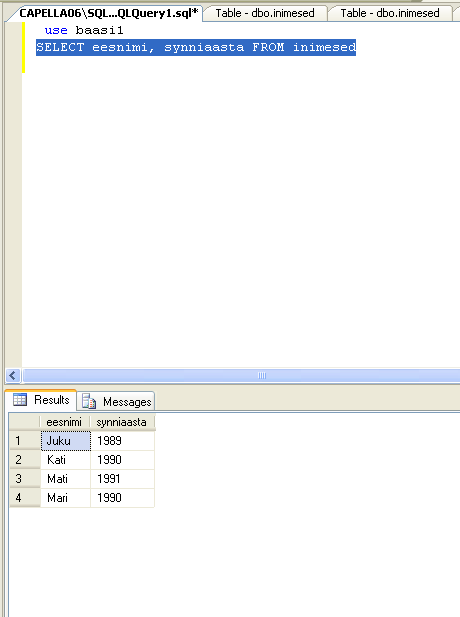 CAPELLA06\SQL...QLQuery1.sql* Table - dbo.inimesed Table - dbo.inimesed
use baasi1
SELECT eesnimi, synniaasta FROM inimesed
Results Messages
eesnimi synniaasta
1 Juku 1989
2 Kati 1990
3 Mati 1991
4 Mari 1990